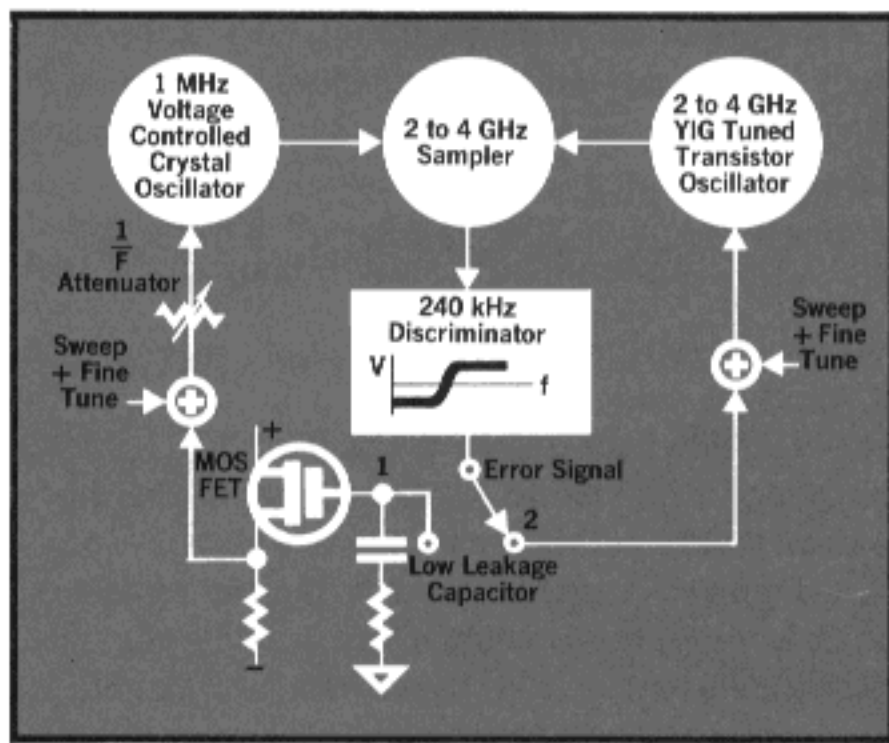 1 MHz
Voltage
Controlled
Crystal
Oscillator
2 to 4 GHz
Sampler
2 to 4 GHz
YIG Tuned
Transistor
Oscillator
1
F
Attenuator
240 kHz
Discriminator
V
f
Sweep
+ Fine
Tune
Sweep
+ Fine
Tune
+
MOS
FET
1
Error Signal
2
Low Leakage
Capacitor
–